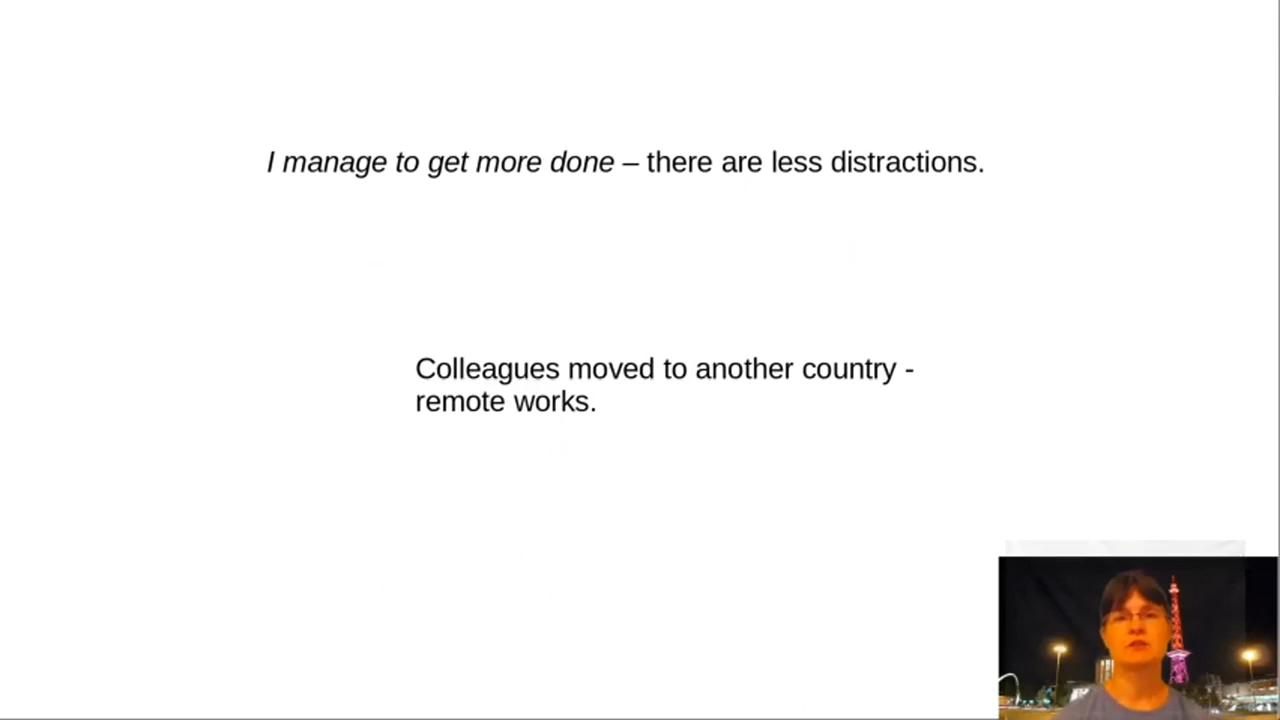 I manage to get more done – there are less distractions.
Colleagues moved to another country -
remote works.